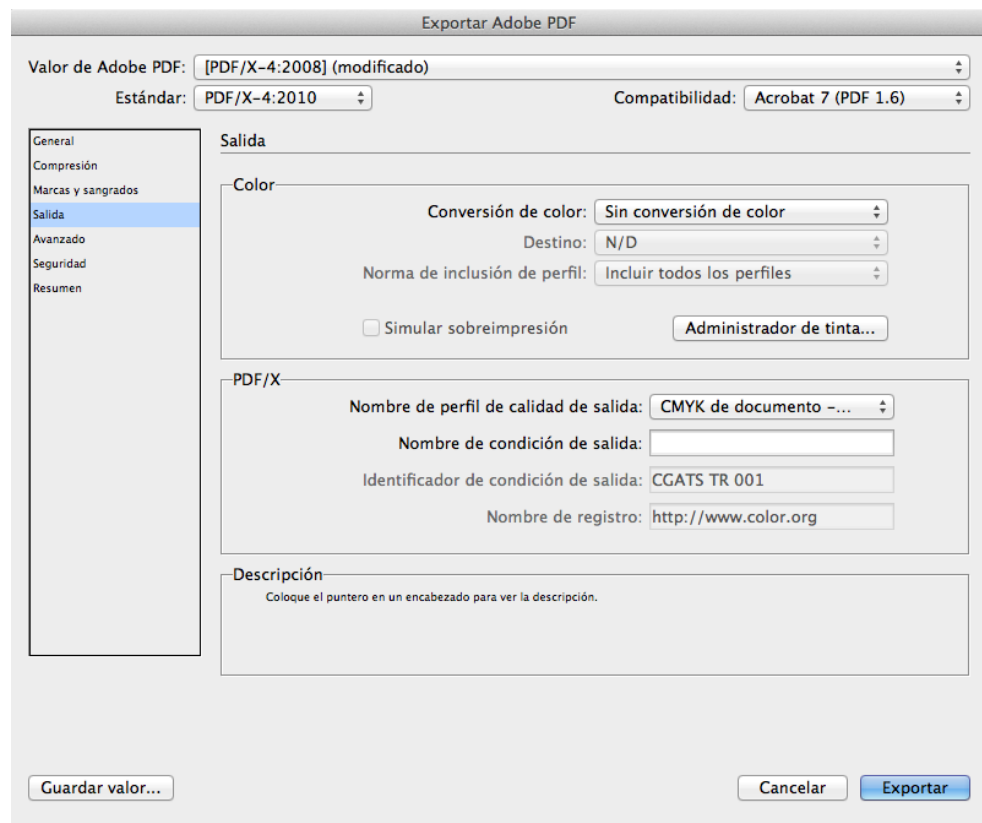 Exportar Adobe PDF
Valor de Adobe PDF: [PDF/X-4:2008] (modificado)
Estándar: PDF/X-4:2010 Compatibilidad: Acrobat 7 (PDF 1.6)
General
Compresión
Marcas y sangrados
Salida
Avanzado
Seguridad
Resumen
Salida
Color
Conversión de color: Sin conversión de color
Destino: N/D
Norma de inclusión de perfil: Incluir todos los perfiles
Simular sobreimpresión Administrador de tinta...
PDF/X
Nombre de perfil de calidad de salida: CMYK de documento -...
Nombre de condición de salida:
Identificador de condición de salida: CGATS TR 001
Nombre de registro: http://www.color.org
Descripción
Coloque el puntero en un encabezado para ver la descripción.
Guardar valor... Cancelar Exportar